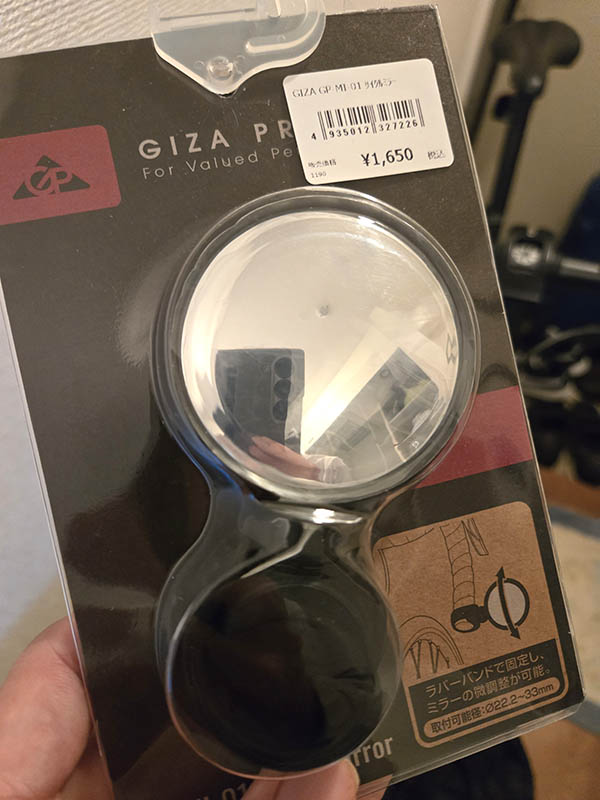 GIZA GP-MI-01 サイクルミラー
4 935012 327226
販売価格 ¥1,650 税込
1190
GIZA PR
For Valued Pe
GP
ラバーバンドで固定し、
ミラーの微調整が可能。
取付可能径:Ø22.2~33mm
rror